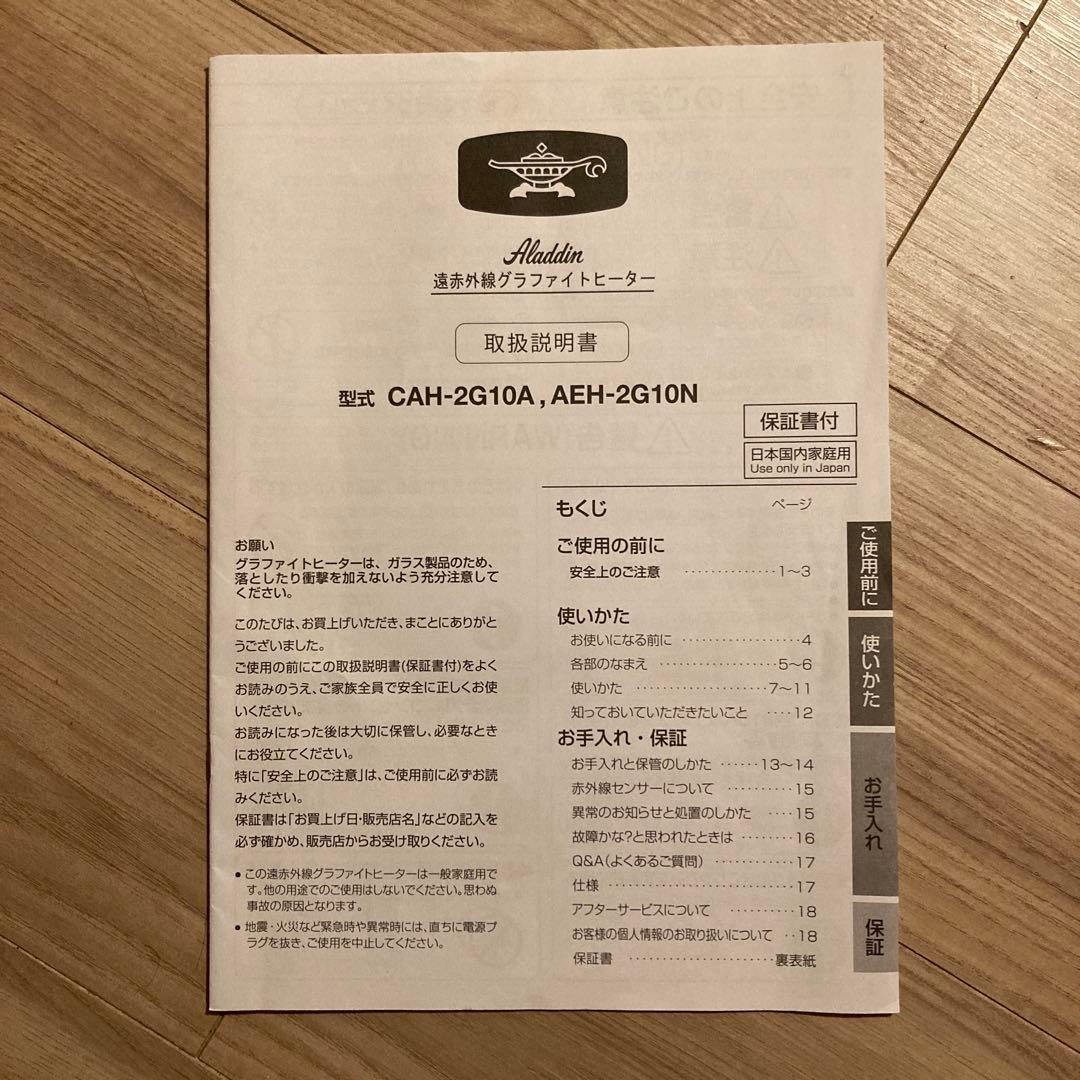 Aladdin
遠赤外線グラファイトヒーター
取扱説明書
型式 CAH-2G10A , AEH-2G10N
保証書付
日本国内家庭用
Use only in Japan
お願い
グラファイトヒーターは、ガラス製品のため、
落としたり衝撃を加えないよう充分注意して
ください。
このたびは、お買上げいただき、まことにありがと
うございました。
ご使用の前にこの取扱説明書(保証書付)をよく
お読みのうえ、ご家族全員で安全に正しくお使
いください。
お読みになった後は大切に保管し、必要なとき
にお役立てください。
特に「安全上のご注意」は、ご使用前に必ずお読
みください。
保証書は「お買上げ日・販売店名」などの記入を
必ず確かめ、販売店からお受け取りください。
● この遠赤外線グラファイトヒーターは一般家庭用で
す。他の用途でのご使用はしないでください。思わぬ
事故の原因となります。
● 地震・火災など緊急時や異常時には、直ちに電源プ
ラグを抜き、ご使用を中止してください。
もくじ ページ
ご使用の前に
安全上のご注意 ·············· 1〜3
使いかた
お使いになる前に ·················· 4
各部のなまえ ·················· 5〜6
使いかた ···················· 7〜11
知っておいていただきたいこと ···· 12
お手入れ・保証
お手入れと保管のしかた ······ 13〜14
赤外線センサーについて ·········· 15
異常のお知らせと処置のしかた ···· 15
故障かな?と思われたときは ········ 16
Q&A(よくあるご質問) ············ 17
仕様 ···························· 17
アフターサービスについて ·········· 18
お客様の個人情報のお取り扱いについて ·· 18
保証書 ······················ 裏表紙
ご使用前に
使いかた
お手入れ
保証